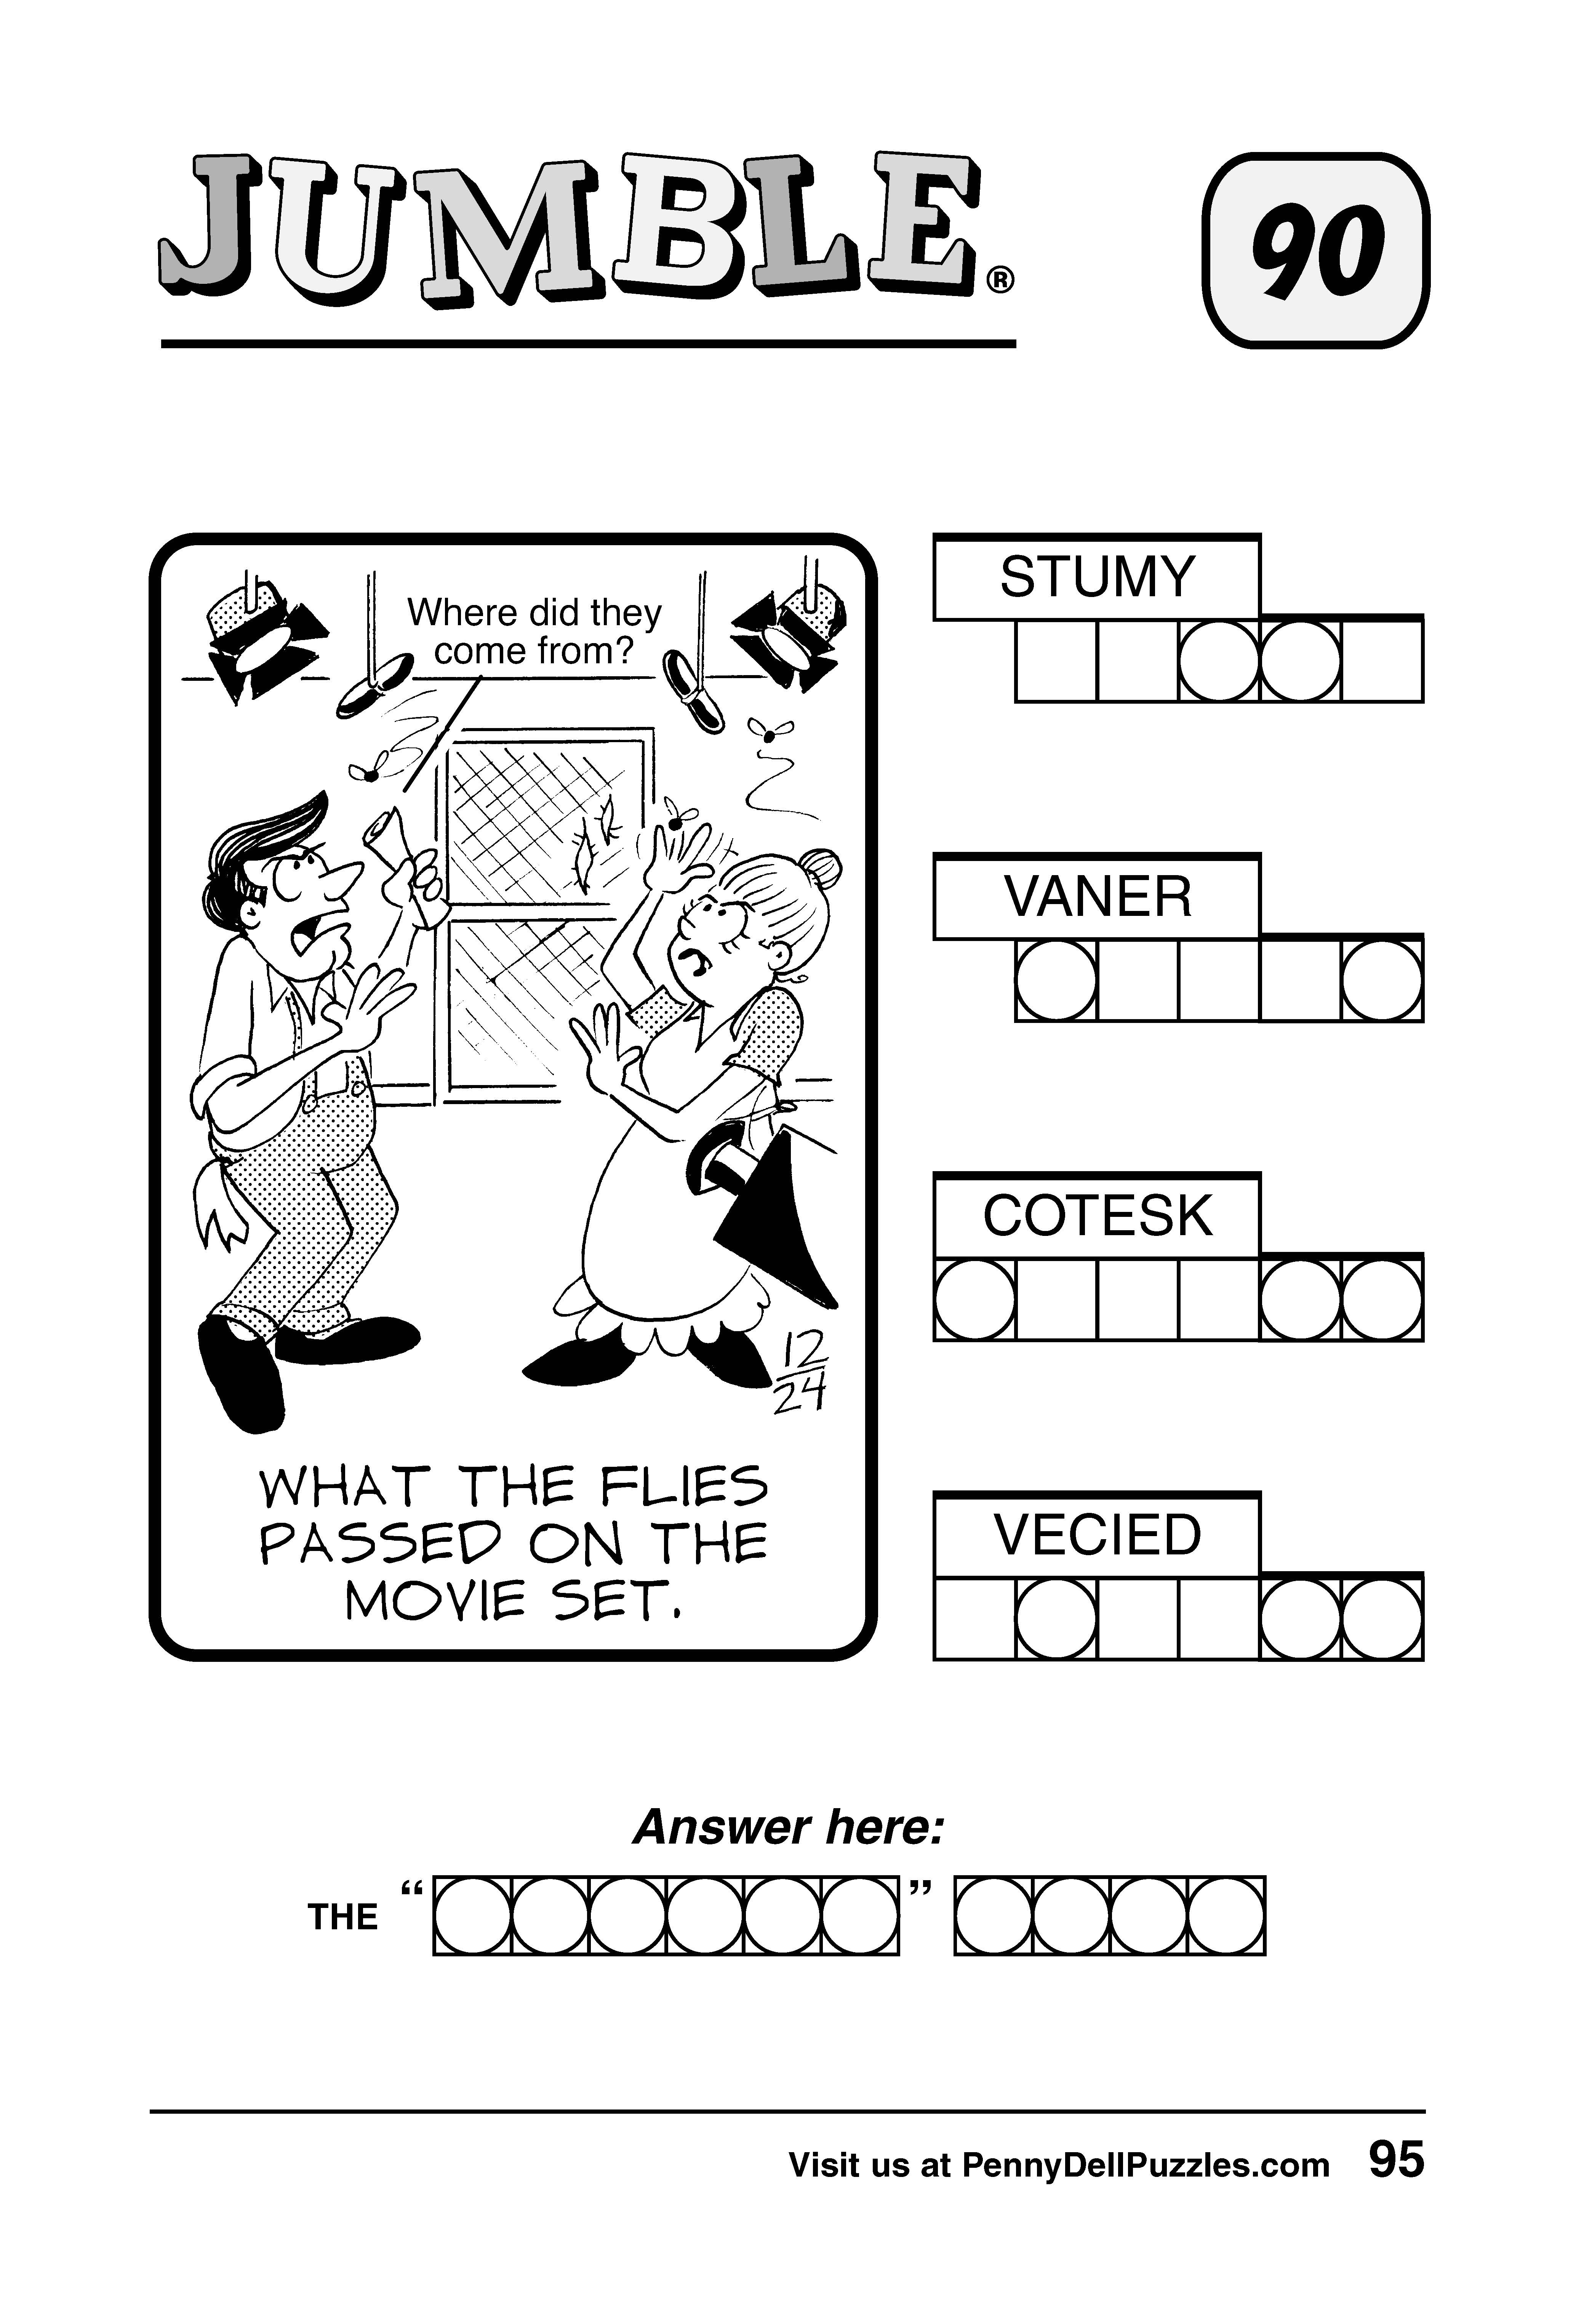 JUMBLE®
90
Where did they
come from?
12
24
WHAT THE FLIES
PASSED ON THE
MOVIE SET.
STUMY
VANER
COTESK
VECIED
Answer here:
THE “ ”
Visit us at PennyDellPuzzles.com 95